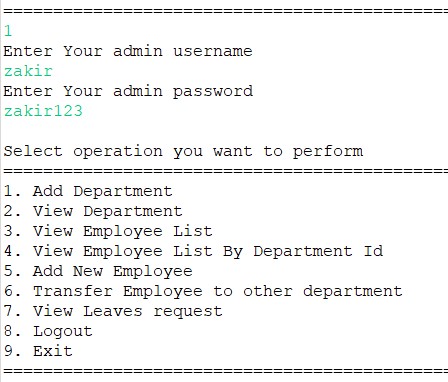 ==============================================
1
Enter Your admin username
zakir
Enter Your admin password
zakir123
Select operation you want to perform
==============================================
1. Add Department
2. View Department
3. View Employee List
4. View Employee List By Department Id
5. Add New Employee
6. Transfer Employee to other department
7. View Leaves request
8. Logout
9. Exit
==============================================